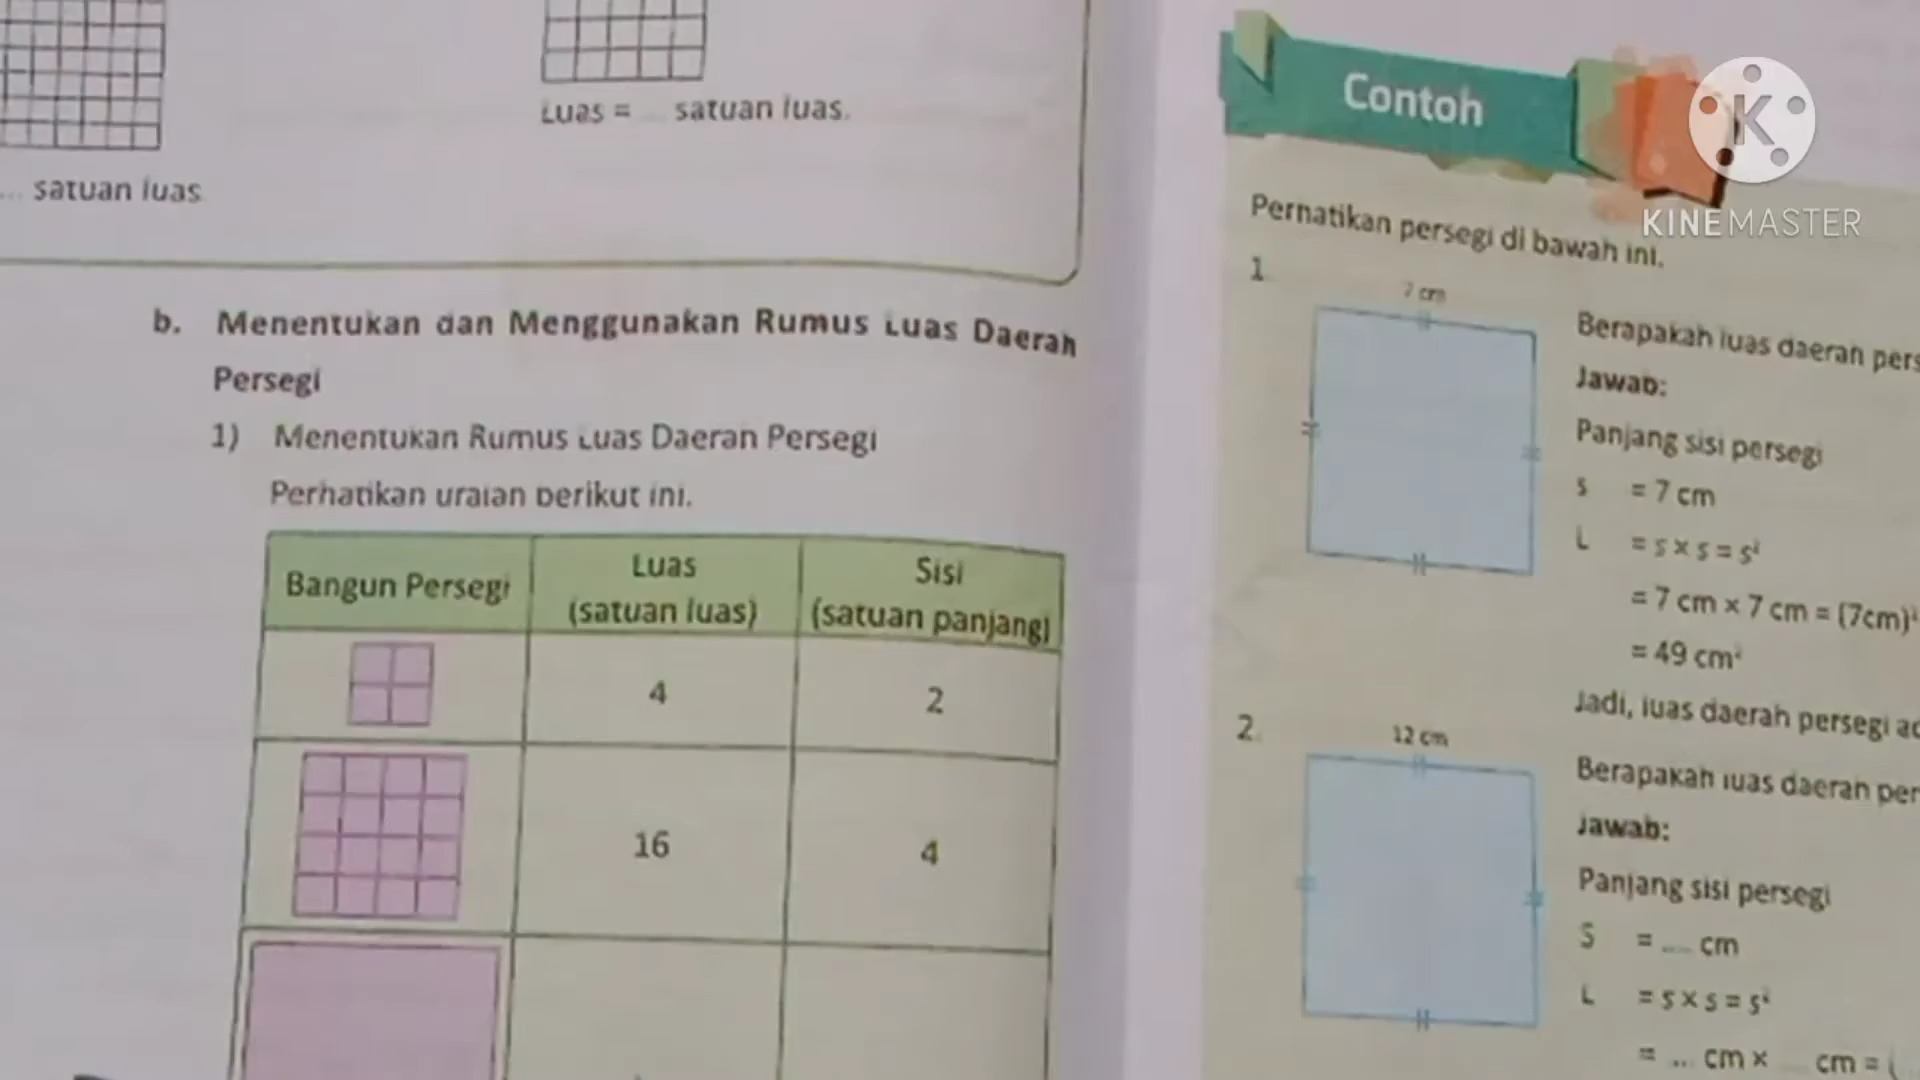 Luas = ... satuan luas.
... satuan luas
b. Menentukan dan Menggunakan Rumus Luas Daerah
Persegi
1) Menentukan Rumus Luas Daerah Persegi
Perhatikan uraian berikut ini.
Bangun Persegi
Luas
(satuan luas)
Sisi
(satuan panjang)
4
2
16
4
Contoh
KINEMASTER
Perhatikan persegi di bawah ini.
1.
7 cm
Berapakah luas daerah pers
Jawab:
Panjang sisi persegi
s = 7 cm
L = s × s = s²
= 7 cm × 7 cm = (7cm)²
= 49 cm²
Jadi, luas daerah persegi ad
2.
12 cm
Berapakah luas daerah per
Jawab:
Panjang sisi persegi
S = .... cm
L = s × s = s²
= ... cm × ... cm = (